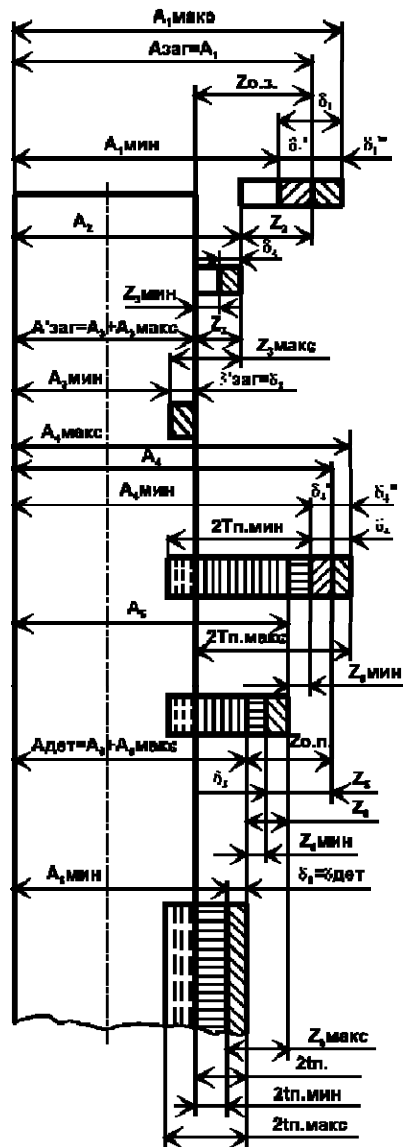 A₁макс
Aзаг=A₁
Zо.з.
δ₁
A₁мин δ₁' δ₁"
A₂ Z₂
δ₂
Z₃мин
A'заг=A₃+A₃макс Z₃
Z₃макс
A₃мин δ'заг=δ₃
A₄макс
A₄
A₄мин δ₄" δ₄"
2Tп.мин δ₄
A₅
2Tп.макс
Z₅мин
Aдет=A₆+A₆макс Zо.п.
δ₅ Z₅
Z₆
Z₆мин
A₆мин δ₆=δдет
Z₆макс
2tп.
2tп.мин
2tп.макс